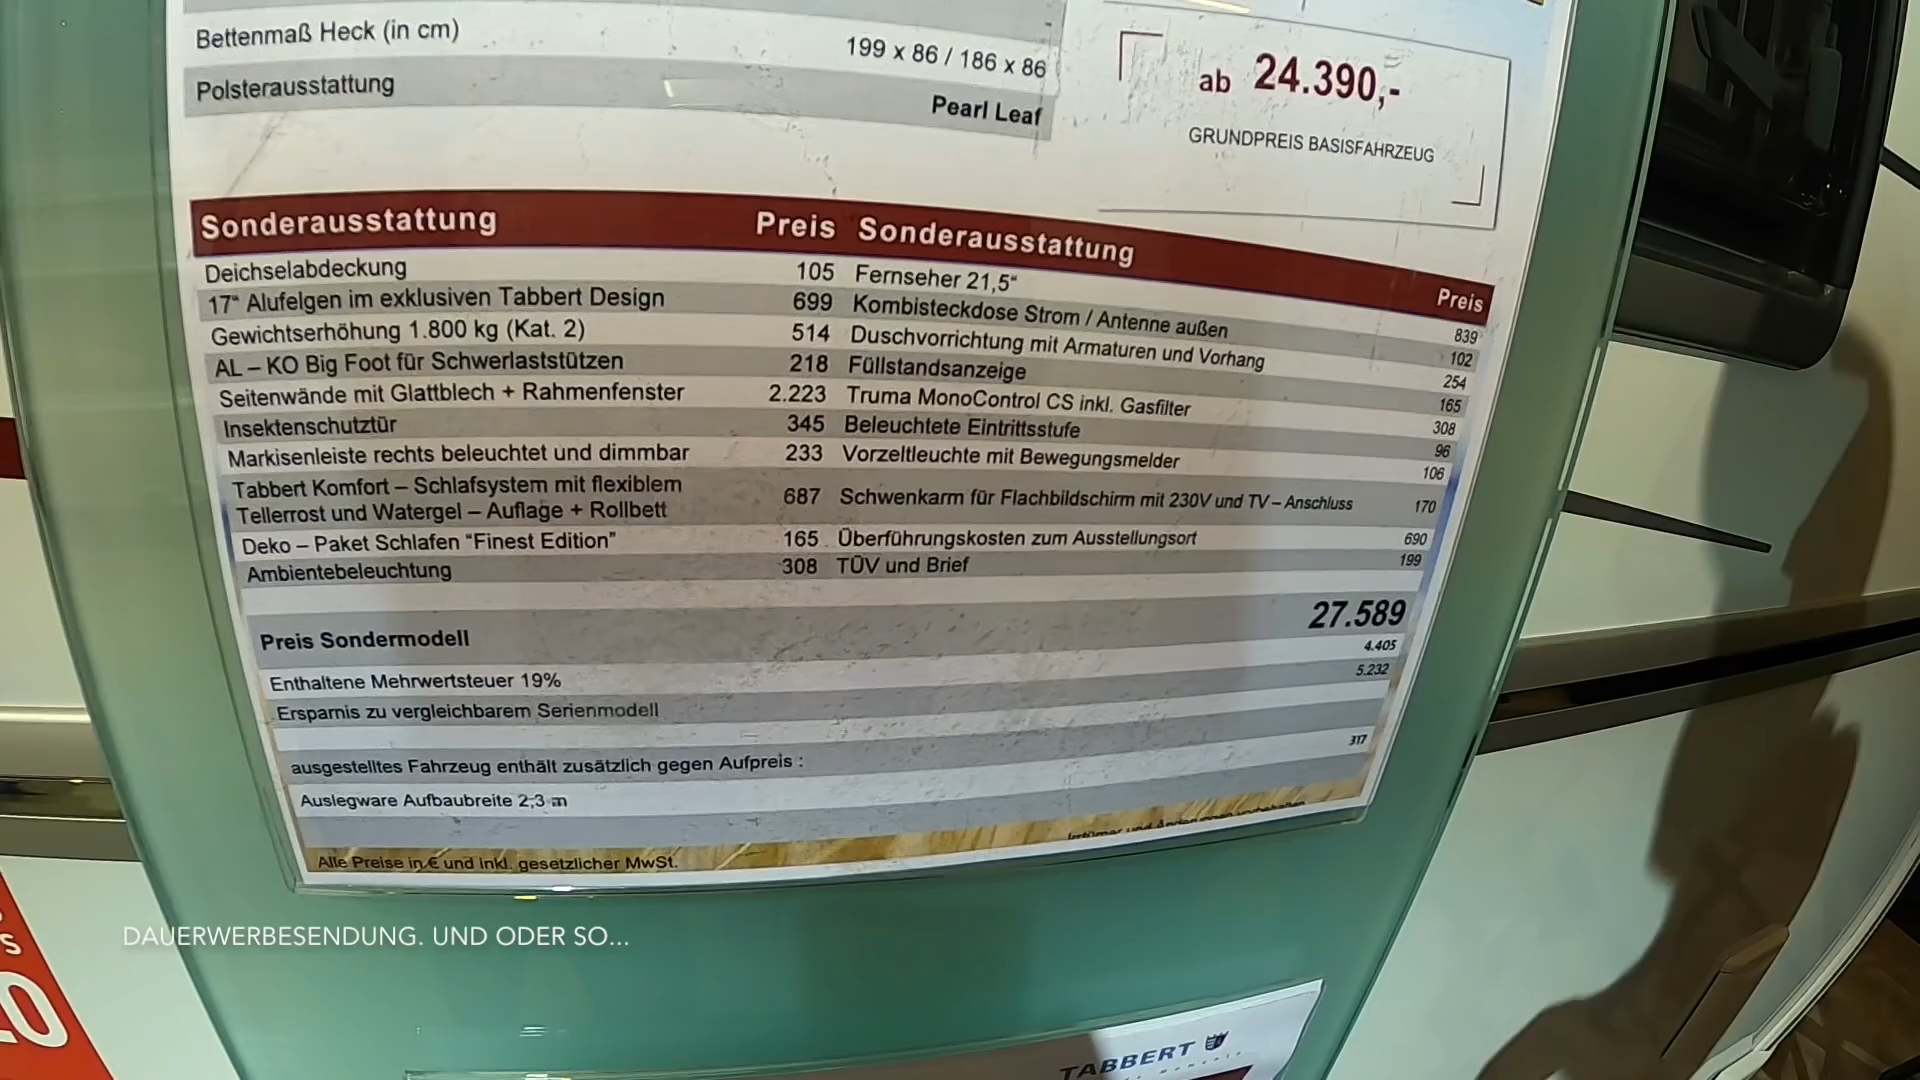 Bettenmaß Heck (in cm) 199 x 86 / 186 x 86
Polsterausstattung Pearl Leaf
ab 24.390,-
GRUNDPREIS BASISFAHRZEUG
Sonderausstattung Preis Sonderausstattung Preis
Deichselabdeckung 105 Fernseher 21,5“ 839
17“ Alufelgen im exklusiven Tabbert Design 699 Kombisteckdose Strom / Antenne außen 102
Gewichtserhöhung 1.800 kg (Kat. 2) 514 Duschvorrichtung mit Armaturen und Vorhang 254
AL – KO Big Foot für Schwerlaststützen 218 Füllstandsanzeige 165
Seitenwände mit Glattblech + Rahmenfenster 2.223 Truma MonoControl CS inkl. Gasfilter 308
Insektenschutztür 345 Beleuchtete Eintrittsstufe 96
Markisenleiste rechts beleuchtet und dimmbar 233 Vorzeltleuchte mit Bewegungsmelder 106
Tabbert Komfort – Schlafsystem mit flexiblem
Tellerrost und Watergel – Auflage + Rollbett 687 Schwenkarm für Flachbildschirm mit 230V und TV – Anschluss 170
Deko – Paket Schlafen “Finest Edition” 165 Überführungskosten zum Ausstellungsort 690
Ambientebeleuchtung 308 TÜV und Brief 199
Preis Sondermodell 27.589
Enthaltene Mehrwertsteuer 19% 4.405
Ersparnis zu vergleichbarem Serienmodell 5.232
ausgestelltes Fahrzeug enthält zusätzlich gegen Aufpreis :
Auslegware Aufbaubreite 2,3 m 317
Irrtümer und Änderungen vorbehalten
Alle Preise in € und inkl. gesetzlicher MwSt.
DAUERWERBESENDUNG. UND ODER SO...
TABBERT